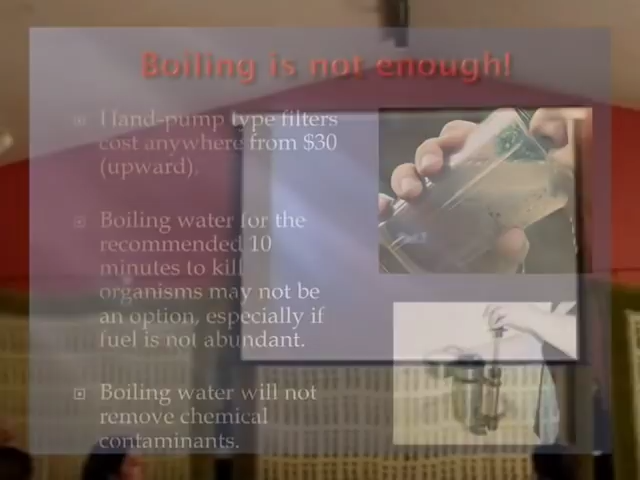 Boiling is not enough!
Hand-pump type filters
cost anywhere from $30
(upward).
Boiling water for the
recommended 10
minutes to kill
organisms may not be
an option, especially if
fuel is not abundant.
Boiling water will not
remove chemical
contaminants.